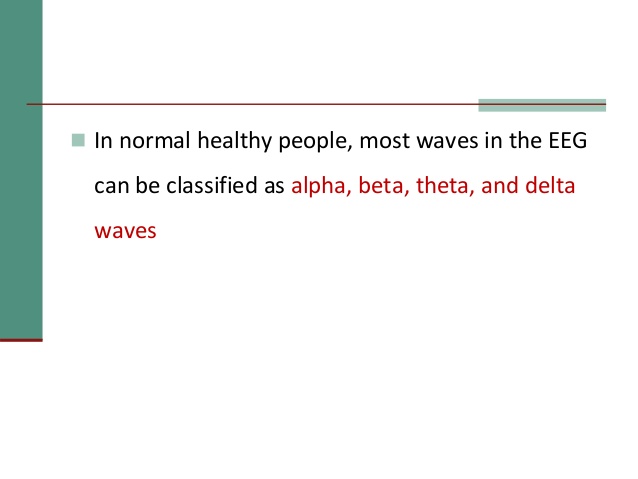 In normal healthy people, most waves in the EEG
can be classified as alpha, beta, theta, and delta
waves